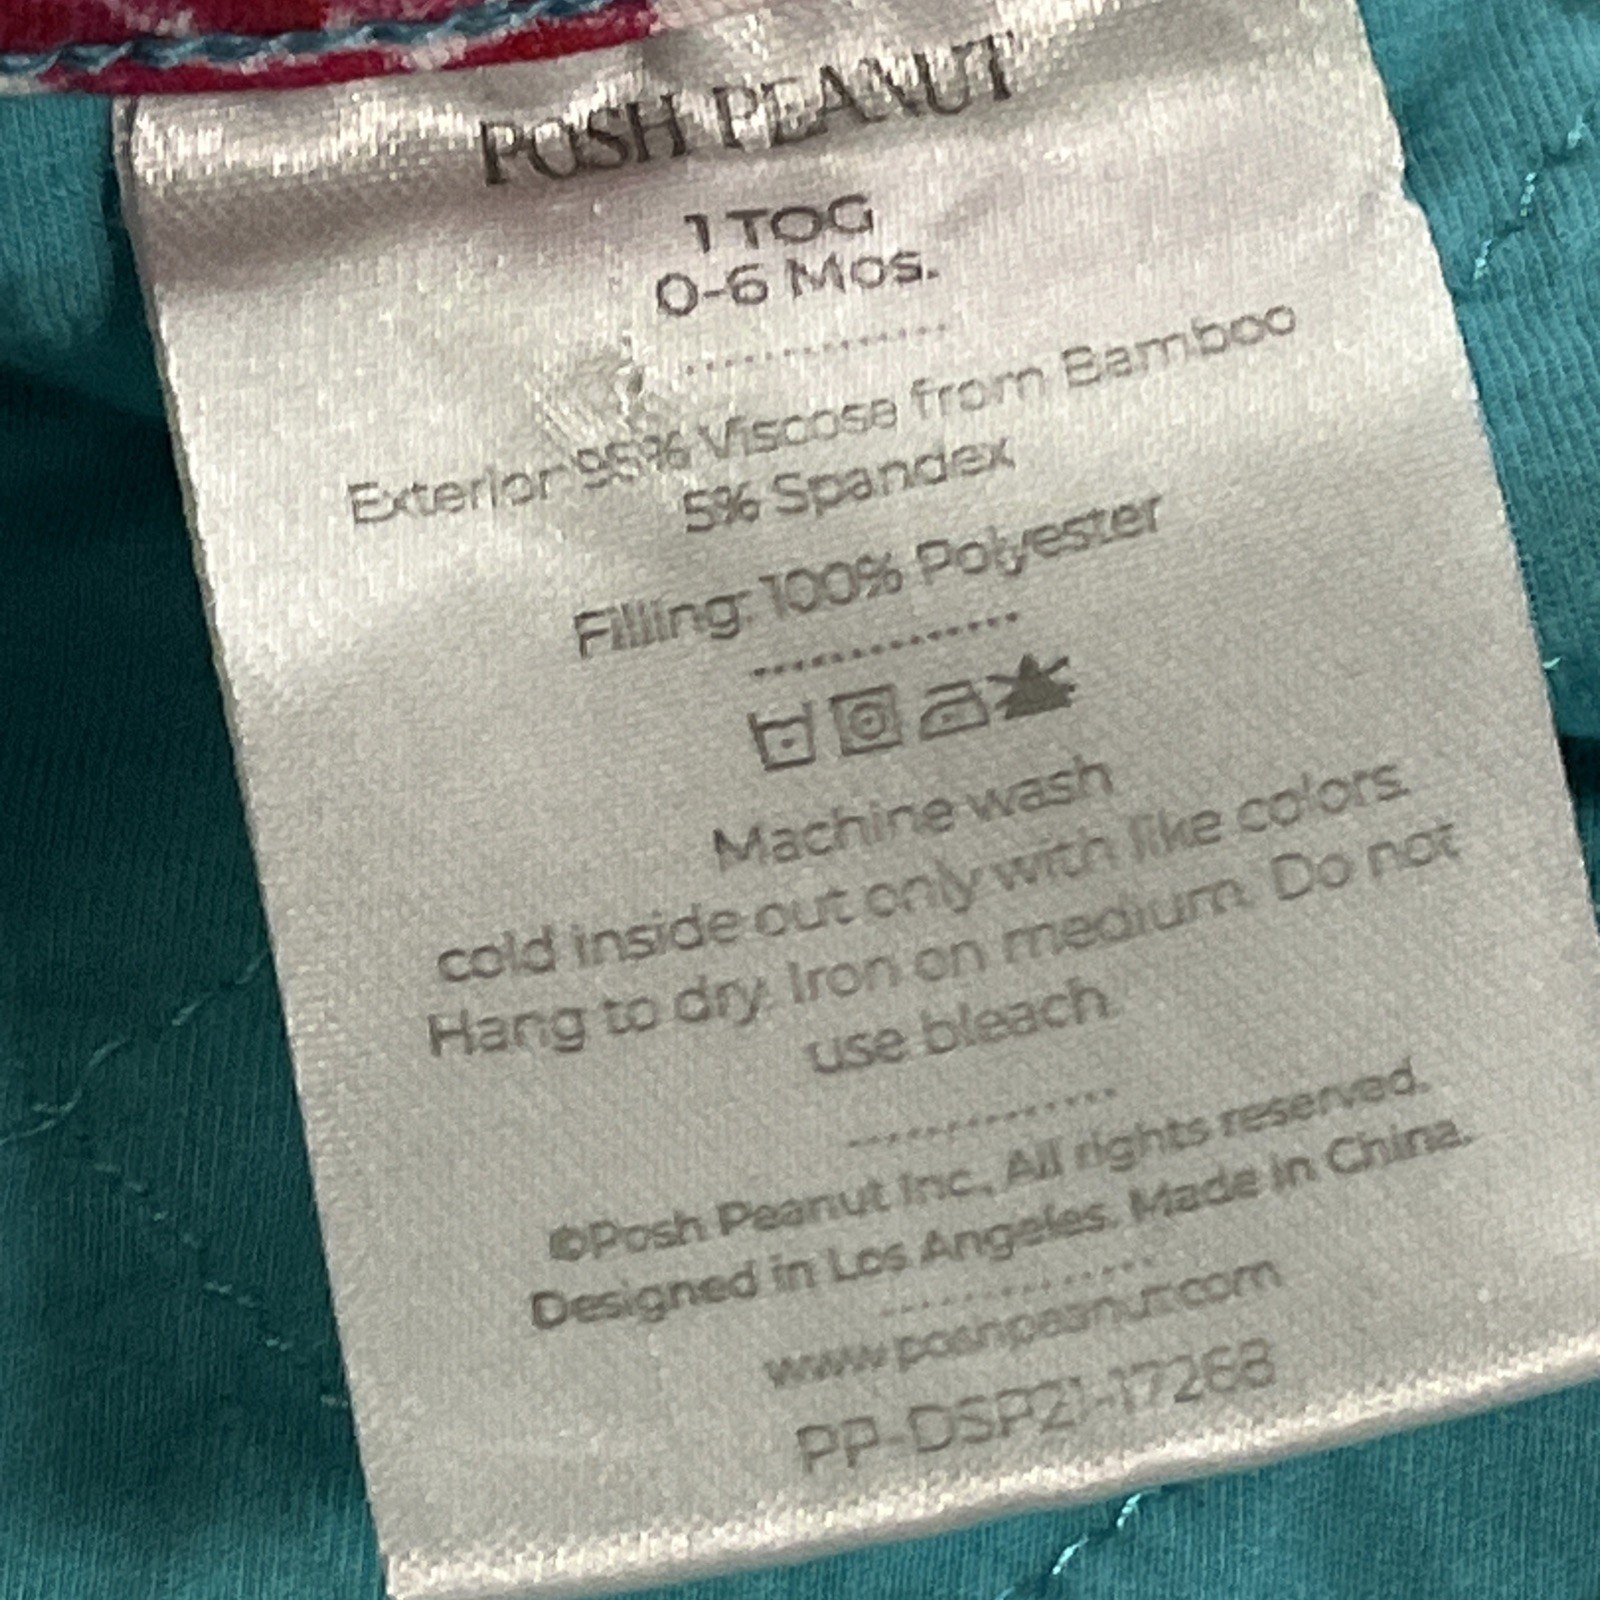 POSH PEANUT
1 TOG
0-6 Mos.
Exterior 95% Viscose from Bamboo
5% Spandex
Filling: 100% Polyester
Machine wash
cold inside out only with like colors.
Hang to dry. Iron on medium. Do not
use bleach.
©Posh Peanut Inc., All rights reserved.
Designed in Los Angeles. Made in China.
www.poshpeanut.com
PP-DSP21-17268